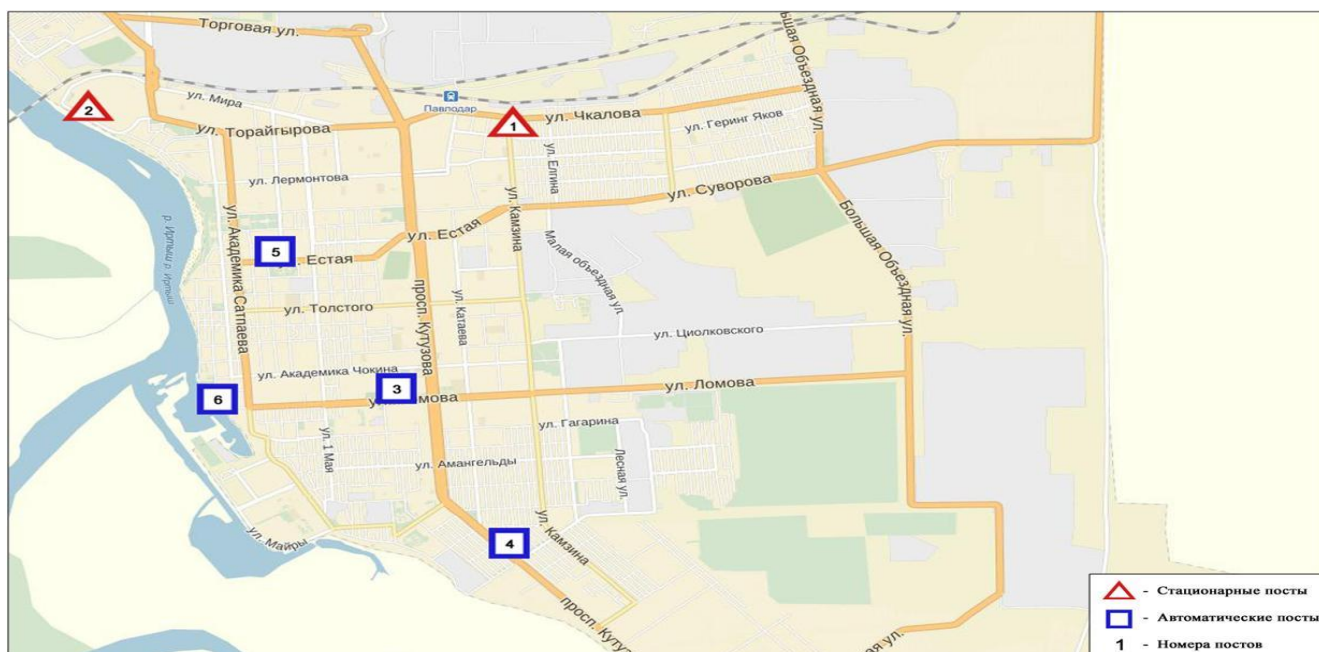 Торговая ул.
ул. Мира
Павлодар
2
1
ул. Чкалова
ул. Торайгырова
ул. Геринг Яков
Большая Объездная ул.
ул. Елгина
ул. Лермонтова
ул. Суворова
ул. Камзина
ул. Академика Сатпаева
р. Иртыш р. Иртыш
ул. Естая
5
Естая
Малая объездная ул.
Большая Объездная ул.
просп. Кутузова
ул. Катаева
ул. Толстого
ул. Циолковского
ул. Академика Чокина
3
6
ул. Ломова
ул. Гагарина
ул. 1 Мая
ул. Амангельды
Лесная ул.
ул. Майры
4
ул. Камзина
просп. Куту
ул.
- Стационарные посты
- Автоматические посты
1 - Номера постов